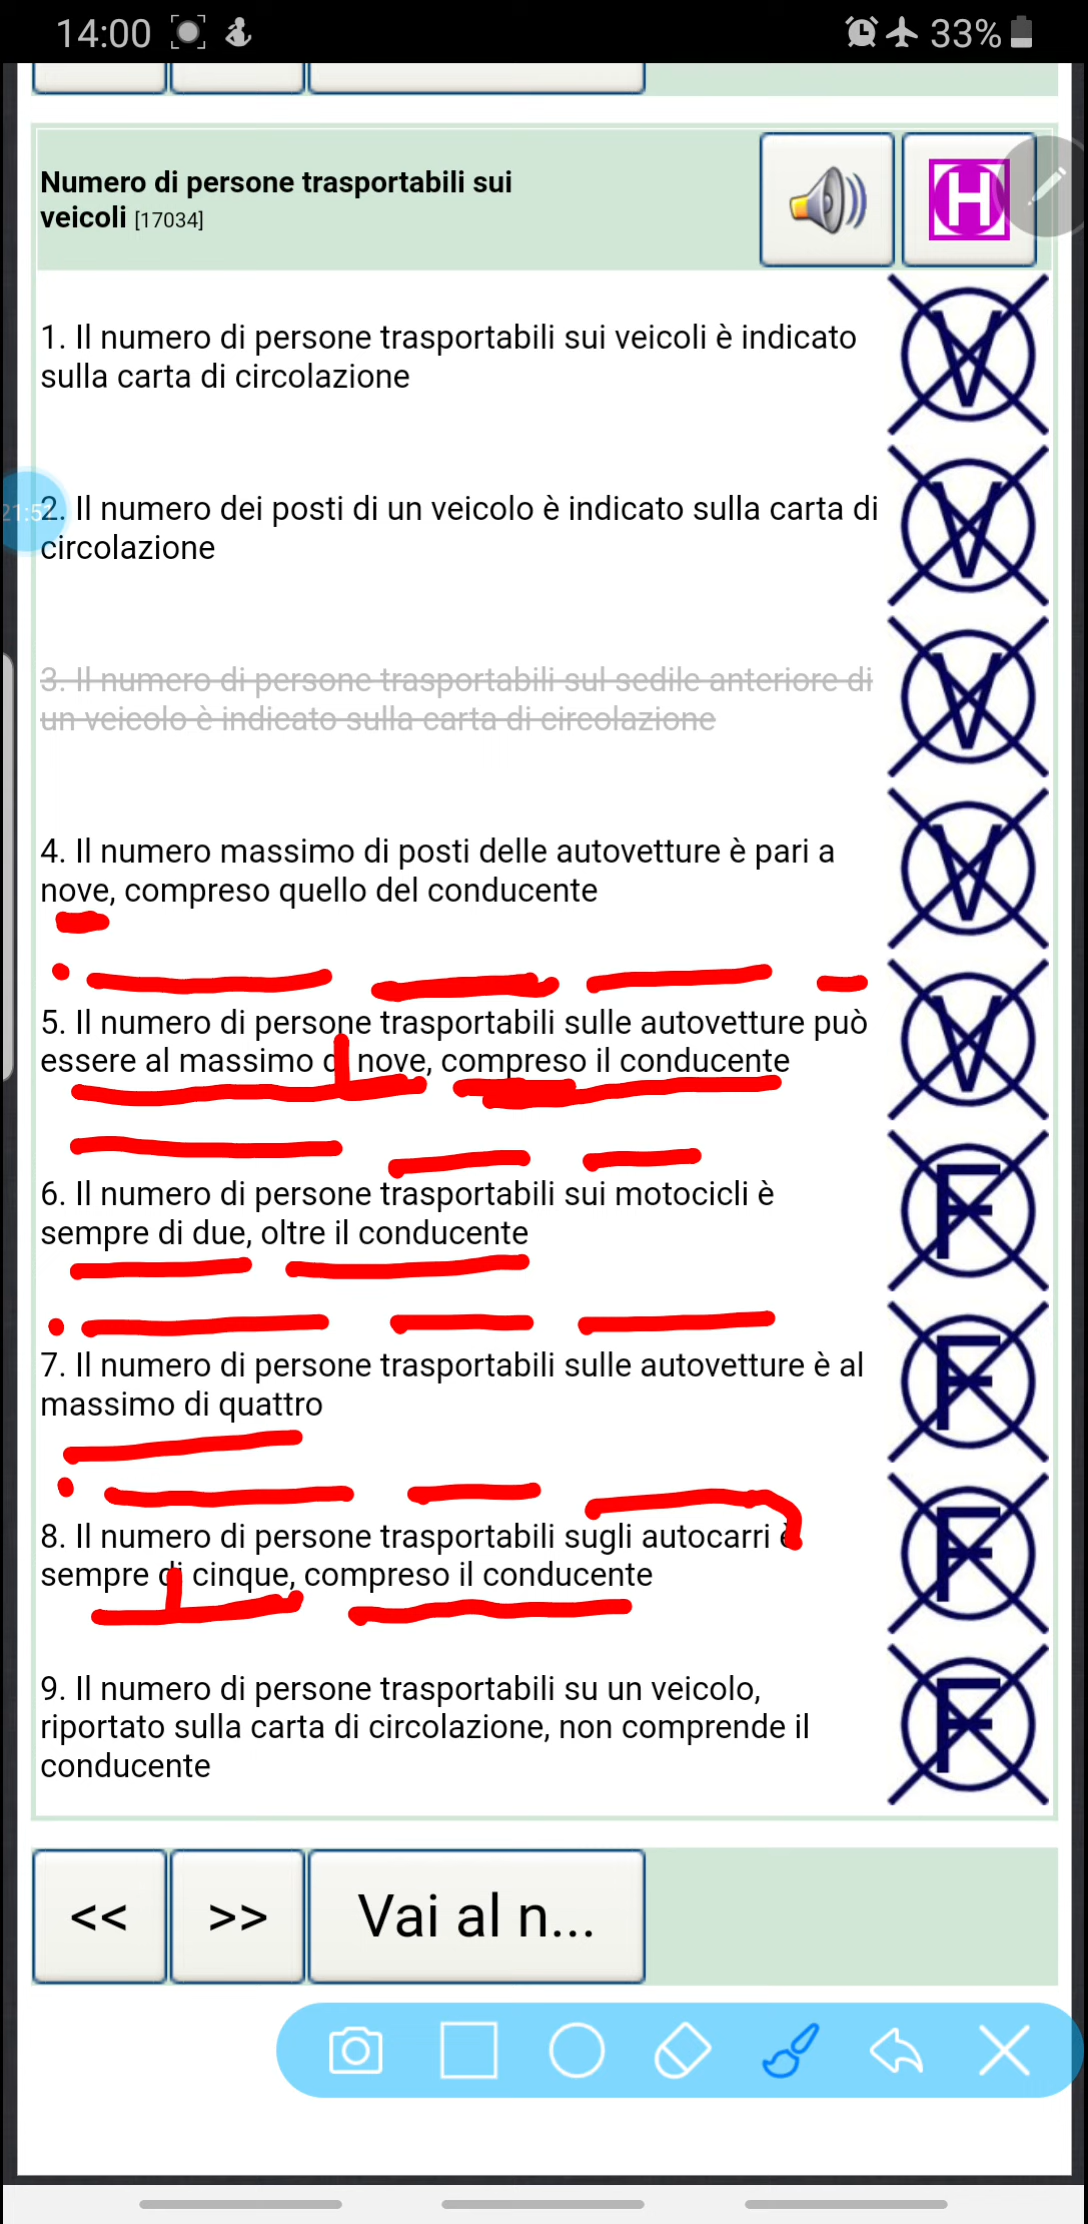 14:00
33%
Numero di persone trasportabili sui
veicoli [17034]
H
1. Il numero di persone trasportabili sui veicoli è indicato
sulla carta di circolazione
V
21:52
2. Il numero dei posti di un veicolo è indicato sulla carta di
circolazione
V
3. Il numero di persone trasportabili sul sedile anteriore di
un veicolo è indicato sulla carta di circolazione
V
4. Il numero massimo di posti delle autovetture è pari a
nove, compreso quello del conducente
V
5. Il numero di persone trasportabili sulle autovetture può
essere al massimo di nove, compreso il conducente
V
6. Il numero di persone trasportabili sui motocicli è
sempre di due, oltre il conducente
F
7. Il numero di persone trasportabili sulle autovetture è al
massimo di quattro
F
8. Il numero di persone trasportabili sugli autocarri è
sempre di cinque, compreso il conducente
F
9. Il numero di persone trasportabili su un veicolo,
riportato sulla carta di circolazione, non comprende il
conducente
F
<< >> Vai al n...